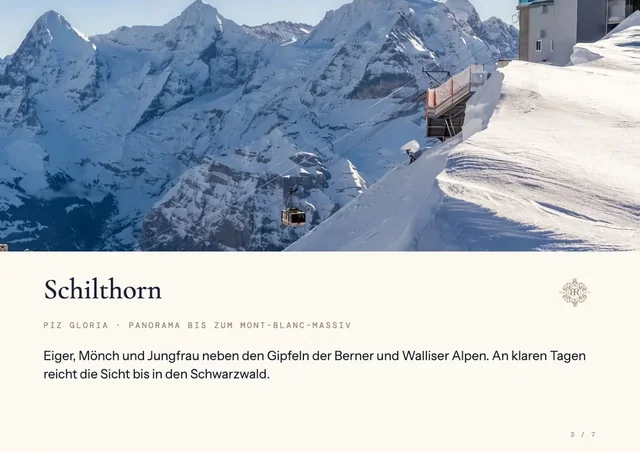 Schilthorn
PIZ GLORIA · PANORAMA BIS ZUM MONT-BLANC-MASSIV
Eiger, Mönch und Jungfrau neben den Gipfeln der Berner und Walliser Alpen. An klaren Tagen
reicht die Sicht bis in den Schwarzwald.
3 / 7